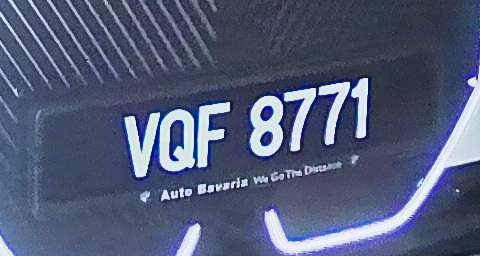 VQF 8771
Auto Bavaria We Go The Distance